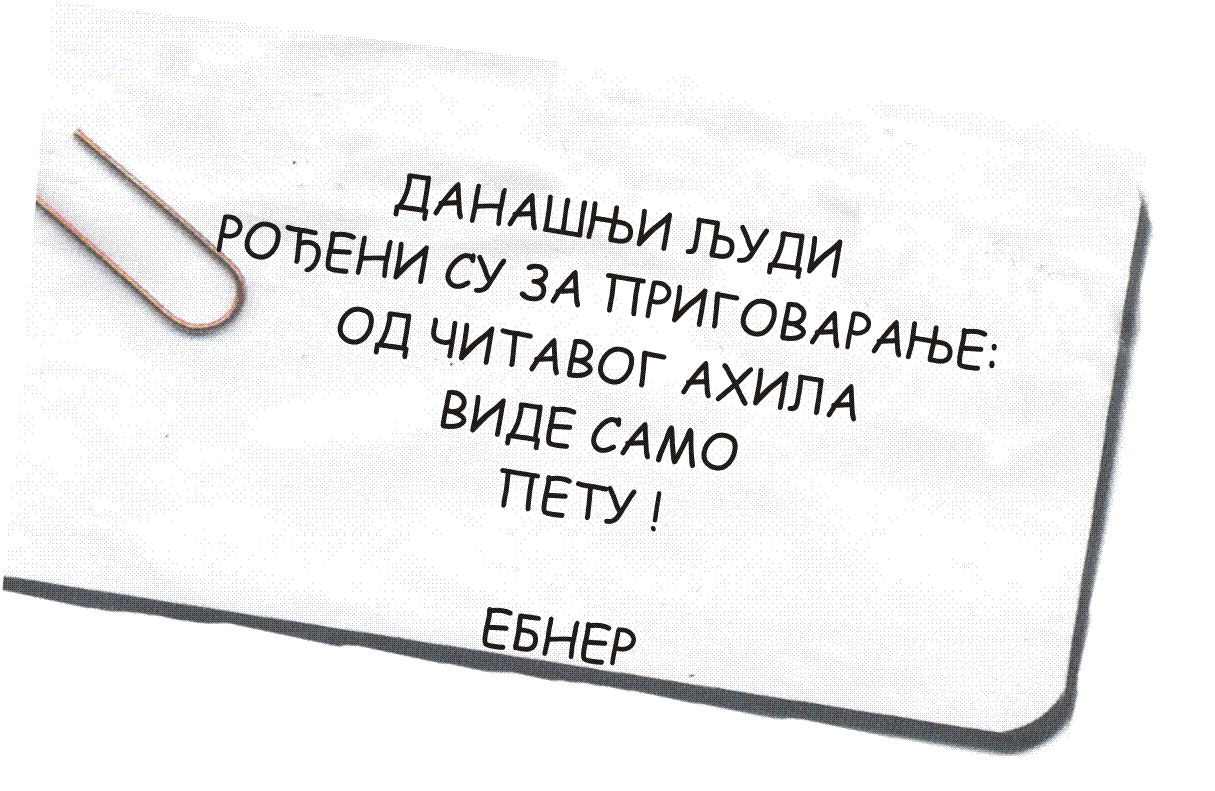 ДАНАШЊИ ЉУДИ
РОЂЕНИ СУ ЗА ПРИГОВАРАЊЕ:
ОД ЧИТАВОГ АХИЛА
ВИДЕ САМО
ПЕТУ !
ЕБНЕР